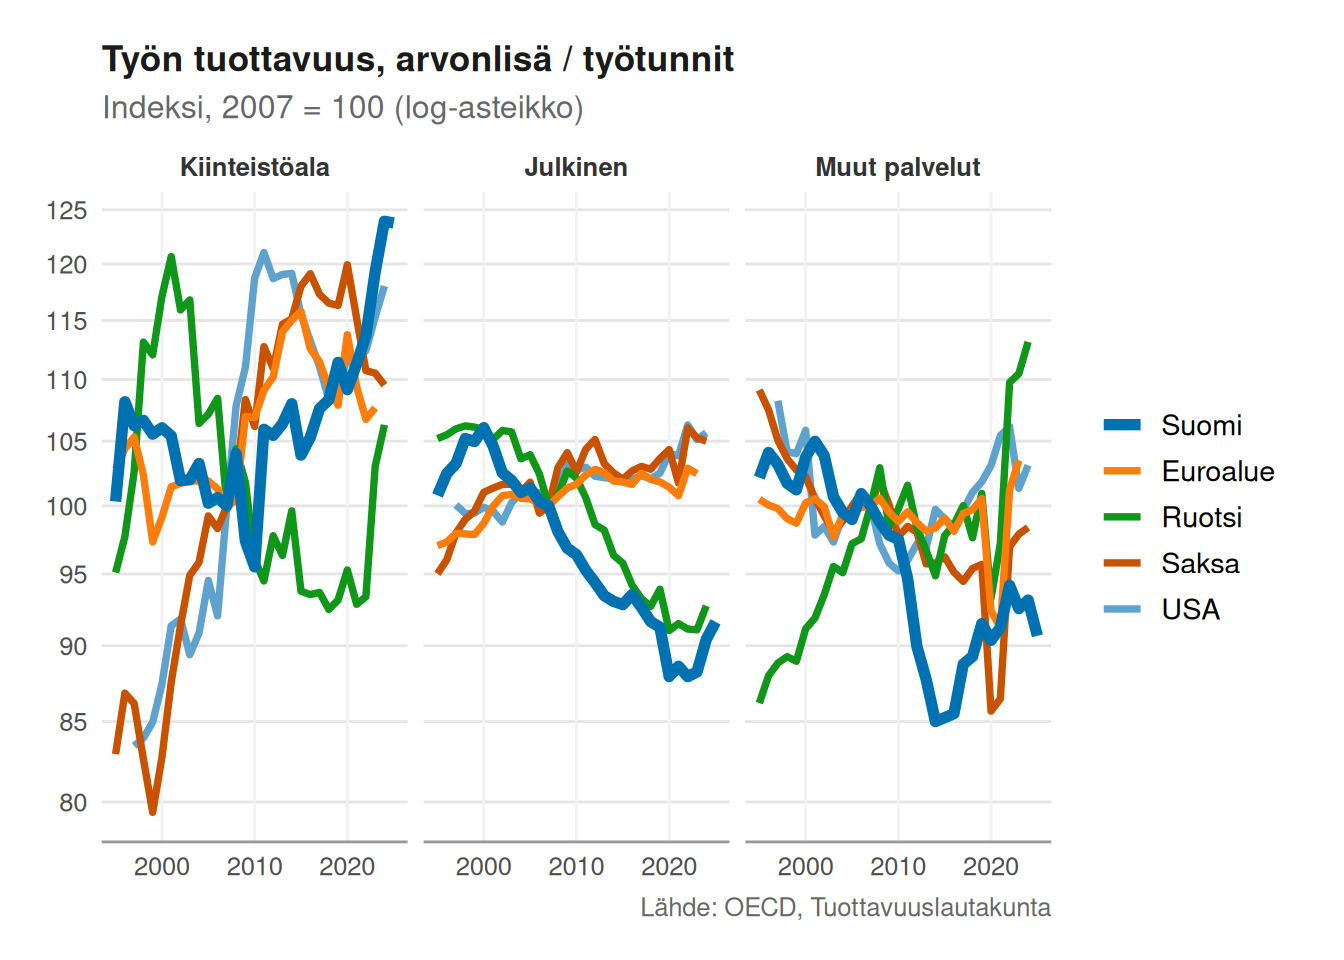 Työn tuottavuus, arvonlisä / työtunnit
Indeksi, 2007 = 100 (log-asteikko)
Kiinteistöala Julkinen Muut palvelut
125
120
115
110
105
100
95
90
85
80
2000 2010 2020 2000 2010 2020 2000 2010 2020
Suomi
Euroalue
Ruotsi
Saksa
USA
Lähde: OECD, Tuottavuuslautakunta